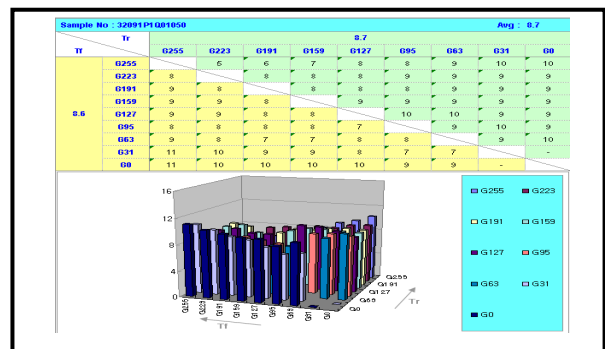 Sample No : 32091P1Q01050 Avg : 8.7
Tr 8.7
Tf G255 G223 G191 G159 G127 G95 G63 G31 G0
8.6
G255 5 6 7 8 8 9 10 10
G223 8 8 8 8 9 9 9 9
G191 9 8 8 8 8 9 9 9
G159 9 9 8 9 9 9 9 9
G127 9 9 8 8 10 10 9 9
G95 8 8 8 8 7 9 10 9
G63 9 8 7 7 8 8 9 10
G31 11 10 9 9 8 7 7 -
G0 11 10 10 10 10 9 9 -
16
12
8
4
0
G255 G223 G191 G159 G127 G95 G63 G31 G0
G255
G191
G127
G63
G0
Tf
Tr
G255 G223
G191 G159
G127 G95
G63 G31
G0